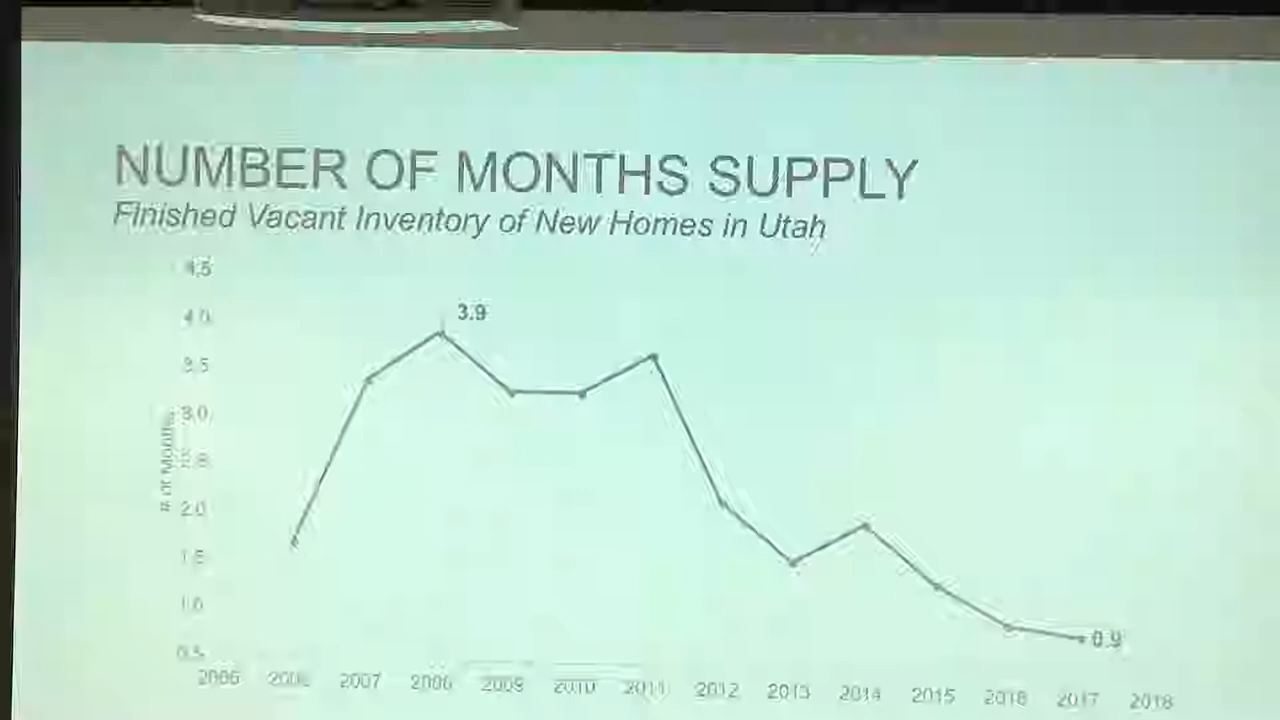 NUMBER OF MONTHS SUPPLY
Finished Vacant Inventory of New Homes in Utah
4.5
3.9
4.0
3.5
3.0
# of Months
2.0
1.5
1.0
0.9
0.5
2007 2009 2010 2011 2012 2013 2014 2015 2016 2017 2018